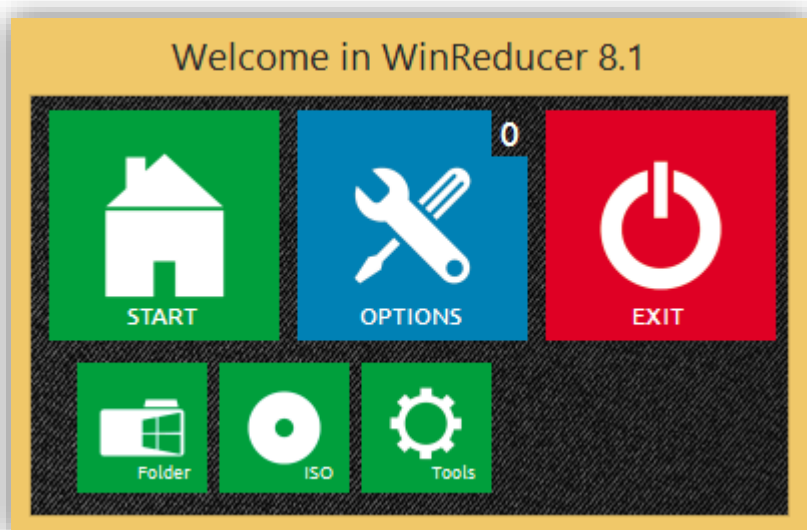 Welcome in WinReducer 8.1
0
START
OPTIONS
EXIT
Folder
ISO
Tools